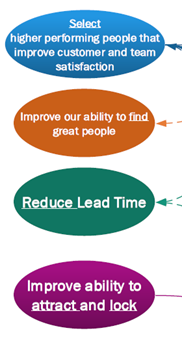 Select
higher performing people that
improve customer and team
satisfaction
Improve our ability to find
great people
Reduce Lead Time
Improve ability to
attract and lock